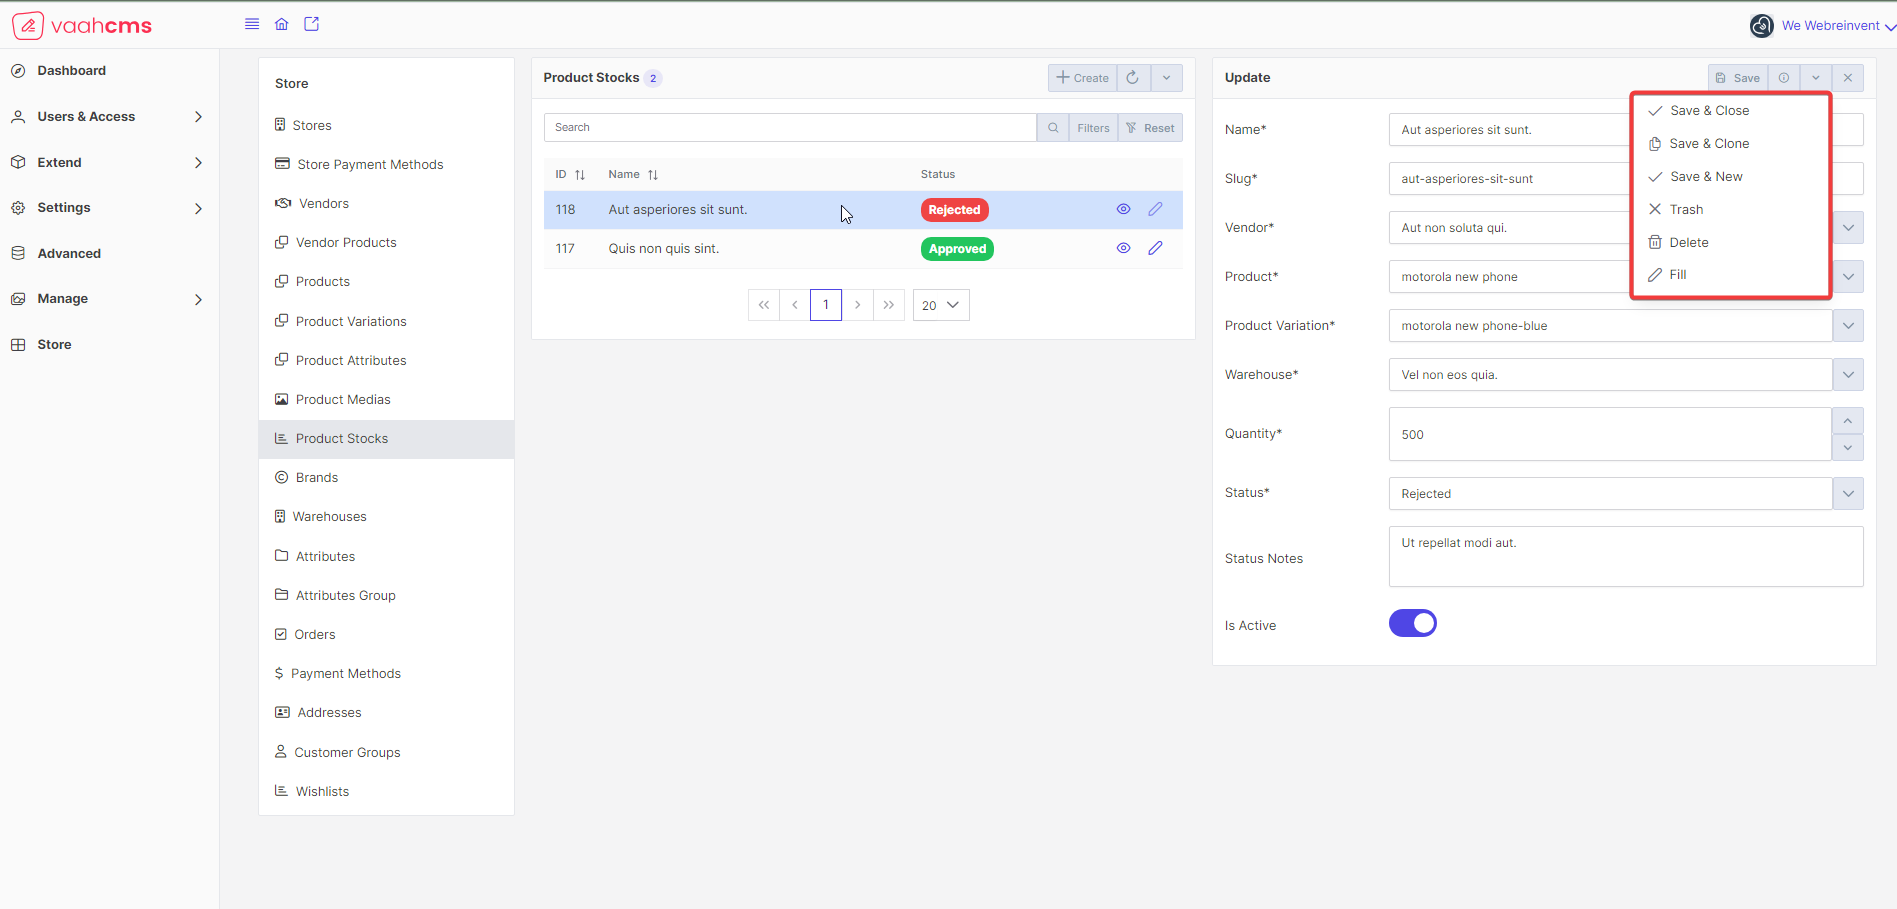 vaahcms
We Webreinvent
Dashboard
Users & Access
Extend
Settings
Advanced
Manage
Store
Store
Stores
Store Payment Methods
Vendors
Vendor Products
Products
Product Variations
Product Attributes
Product Medias
Product Stocks
Brands
Warehouses
Attributes
Attributes Group
Orders
Payment Methods
Addresses
Customer Groups
Wishlists
Product Stocks 2
Create
Search
Filters
Reset
ID Name Status
118 Aut asperiores sit sunt. Rejected
117 Quis non quis sint. Approved
1
20
Update
Save
Save & Close
Save & Clone
Save & New
Trash
Delete
Fill
Name* Aut asperiores sit sunt.
Slug* aut-asperiores-sit-sunt
Vendor* Aut non soluta qui.
Product* motorola new phone
Product Variation* motorola new phone-blue
Warehouse* Vel non eos quia.
Quantity* 500
Status* Rejected
Status Notes Ut repellat modi aut.
Is Active